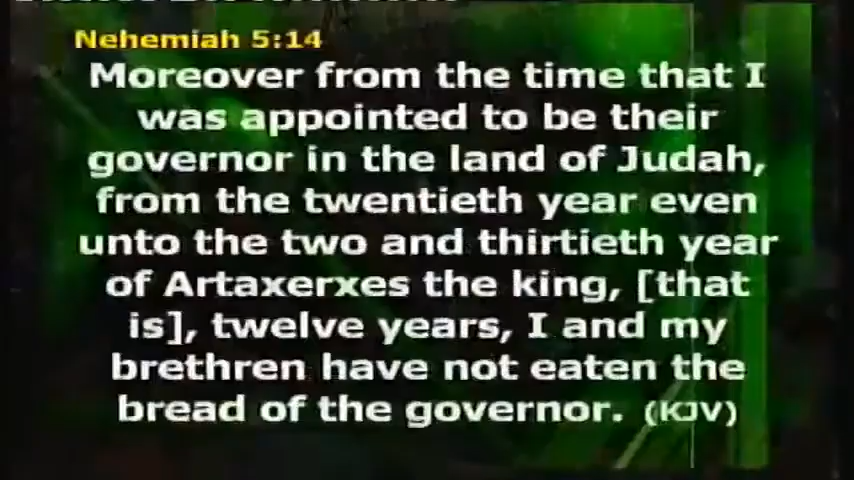 Nehemiah 5:14
Moreover from the time that I
was appointed to be their
governor in the land of Judah,
from the twentieth year even
unto the two and thirtieth year
of Artaxerxes the king, [that
is], twelve years, I and my
brethren have not eaten the
bread of the governor. (KJV)